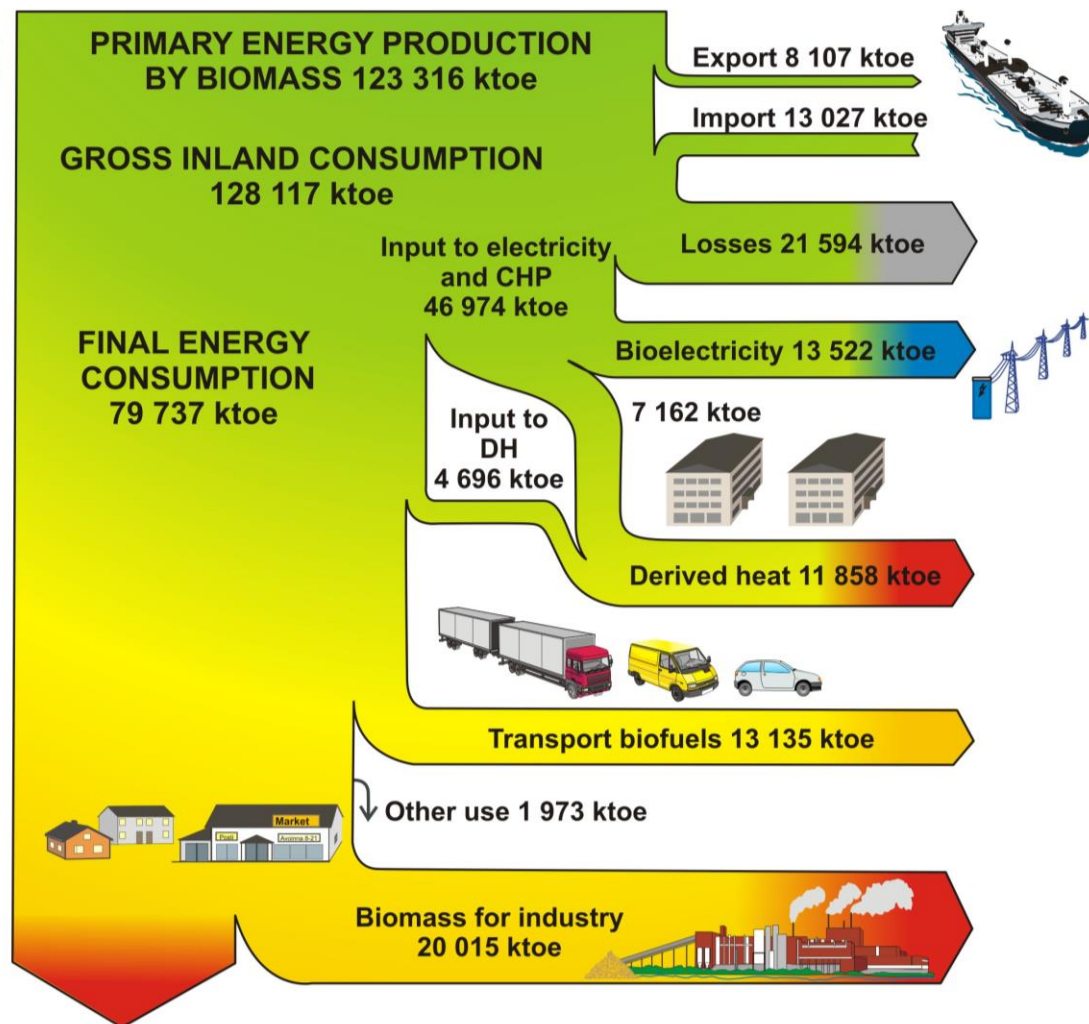 PRIMARY ENERGY PRODUCTION
BY BIOMASS 123 316 ktoe
Export 8 107 ktoe
Import 13 027 ktoe
GROSS INLAND CONSUMPTION
128 117 ktoe
Losses 21 594 ktoe
Input to electricity
and CHP
46 974 ktoe
Bioelectricity 13 522 ktoe
FINAL ENERGY
CONSUMPTION
79 737 ktoe
7 162 ktoe
Input to
DH
4 696 ktoe
Derived heat 11 858 ktoe
Transport biofuels 13 135 ktoe
Other use 1 973 ktoe
Market
Avoinna 8-21
Biomass for industry
20 015 ktoe